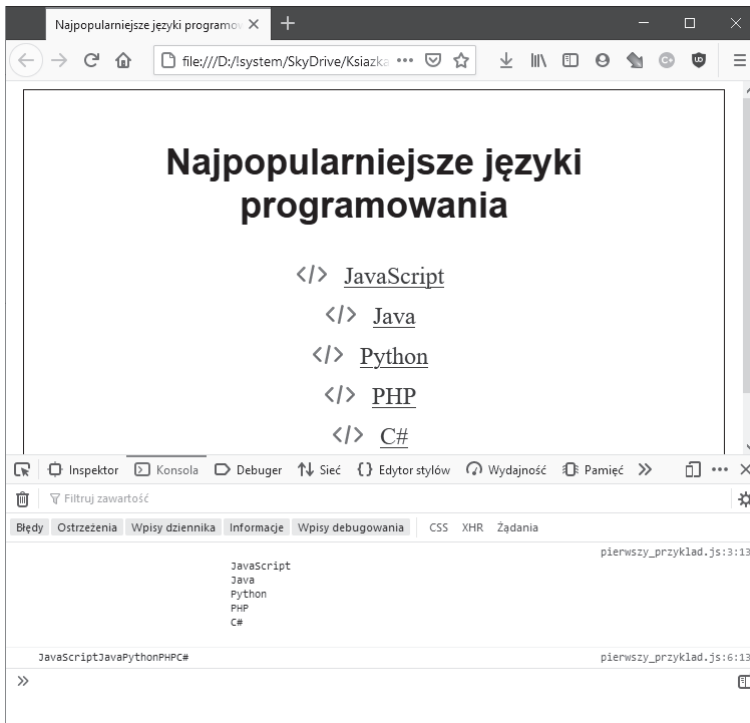 Najpopularniejsze języki programo
file:///D:/!system/SkyDrive/Ksiazka
Najpopularniejsze języki
programowania
</> JavaScript
</> Java
</> Python
</> PHP
</> C#
Inspektor Konsola Debuger Sieć Edytor stylów Wydajność Pamięć
Filtruj zawartość
Błędy Ostrzeżenia Wpisy dziennika Informacje Wpisy debugowania CSS XHR Żądania
pierwszy_przyklad.js:3:13
JavaScript
Java
Python
PHP
C#
JavaScriptJavaPythonPHPC# pierwszy_przyklad.js:6:13